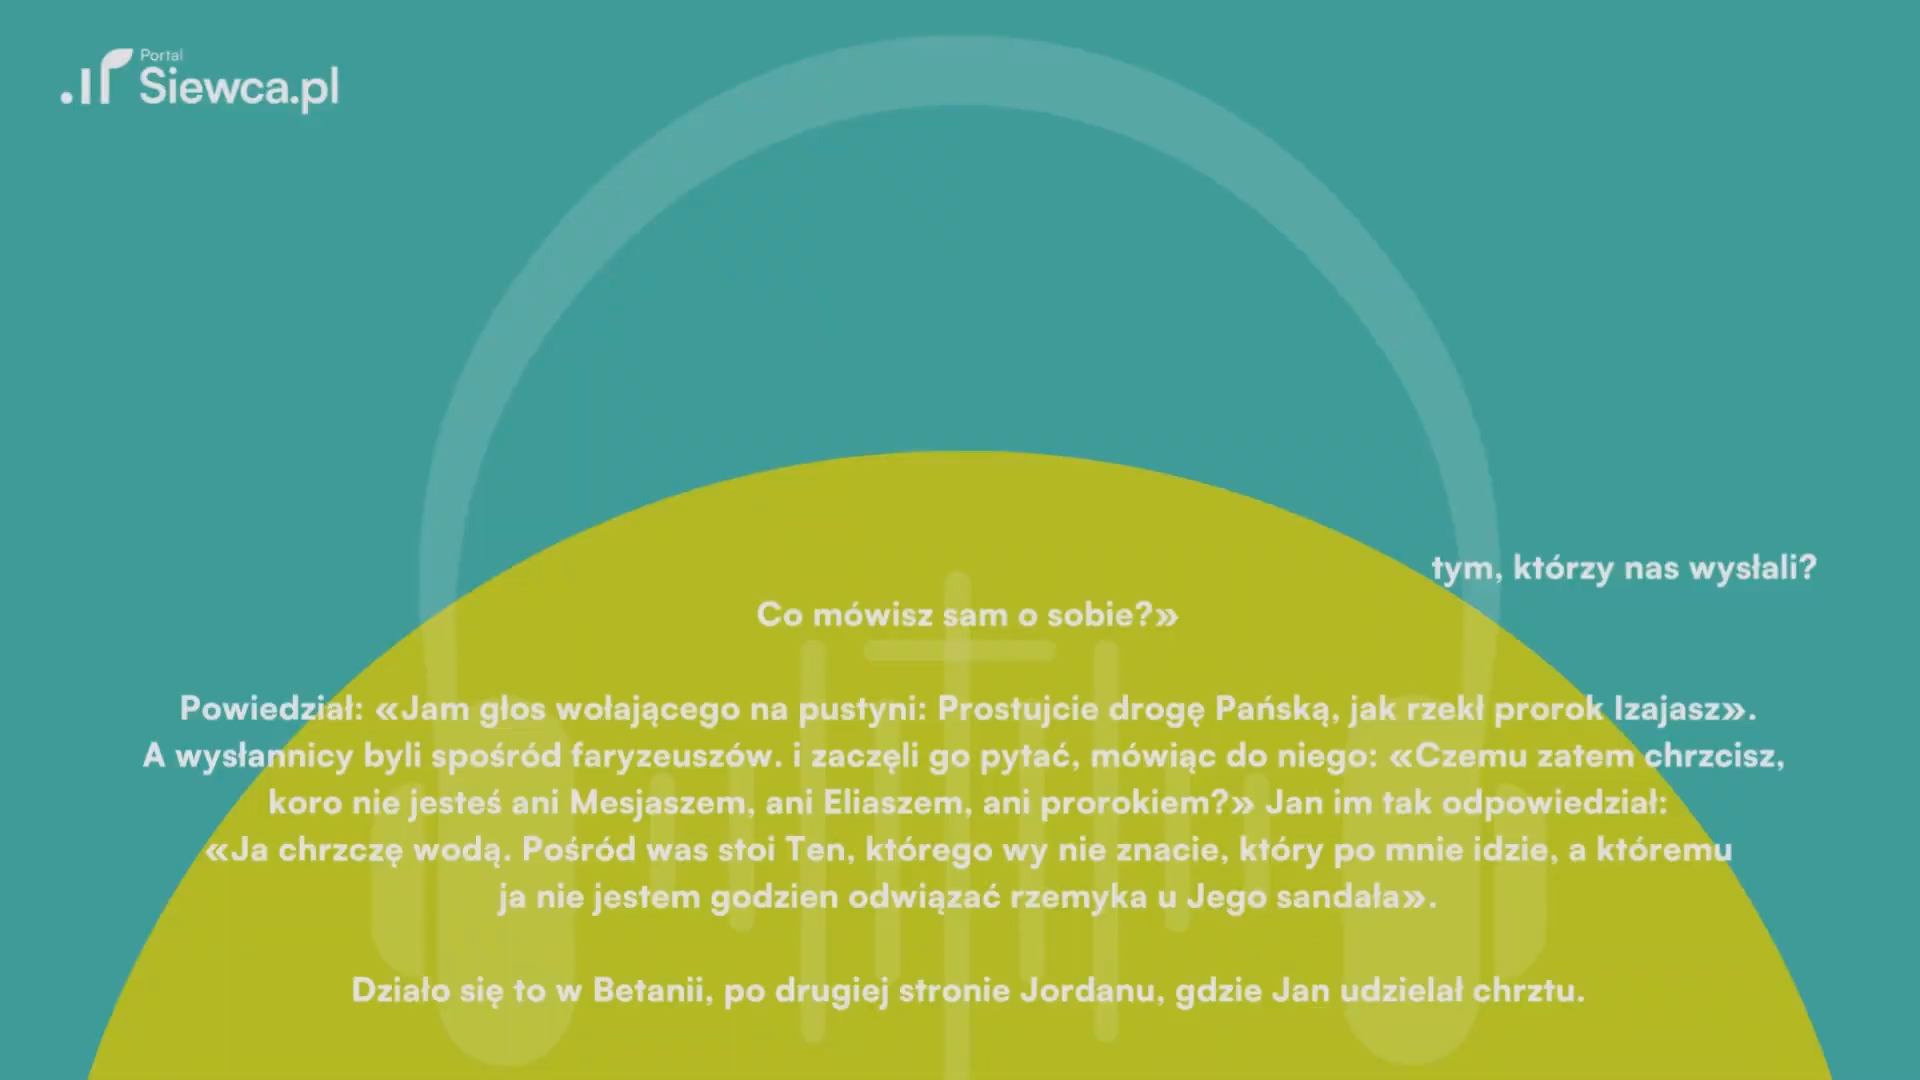 Portal
Siewca.pl
tym, którzy nas wysłali?
Co mówisz sam o sobie?»
Powiedział: «Jam głos wołającego na pustyni: Prostujcie drogę Pańską, jak rzekł prorok Izajasz».
A wysłannicy byli spośród faryzeuszów. i zaczęli go pytać, mówiąc do niego: «Czemu zatem chrzcisz,
koro nie jesteś ani Mesjaszem, ani Eliaszem, ani prorokiem?» Jan im tak odpowiedział:
«Ja chrzczę wodą. Pośród was stoi Ten, którego wy nie znacie, który po mnie idzie, a któremu
ja nie jestem godzien odwiązać rzemyka u Jego sandała».
Działo się to w Betanii, po drugiej stronie Jordanu, gdzie Jan udzielał chrztu.